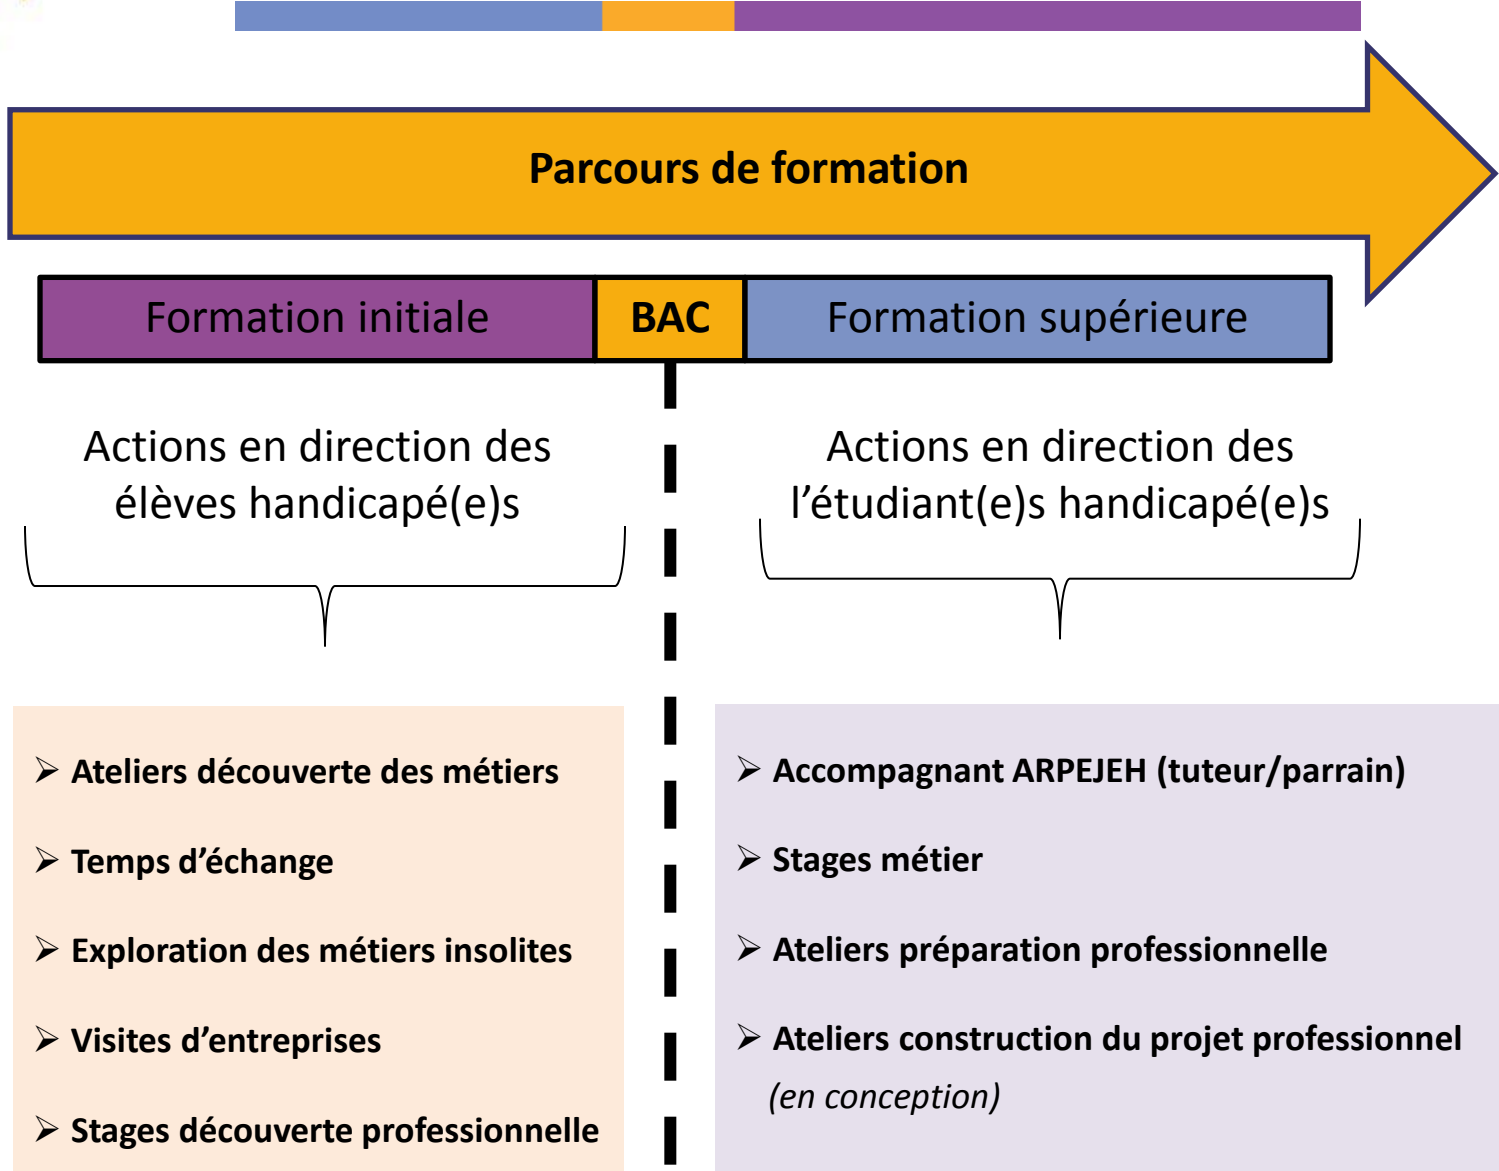 Parcours de formation
Formation initiale
BAC
Formation supérieure
Actions en direction des
élèves handicapé(e)s
Actions en direction des
l’étudiant(e)s handicapé(e)s
➢ Ateliers découverte des métiers
➢ Temps d’échange
➢ Exploration des métiers insolites
➢ Visites d’entreprises
➢ Stages découverte professionnelle
➢ Accompagnant ARPEJEH (tuteur/parrain)
➢ Stages métier
➢ Ateliers préparation professionnelle
➢ Ateliers construction du projet professionnel
(en conception)